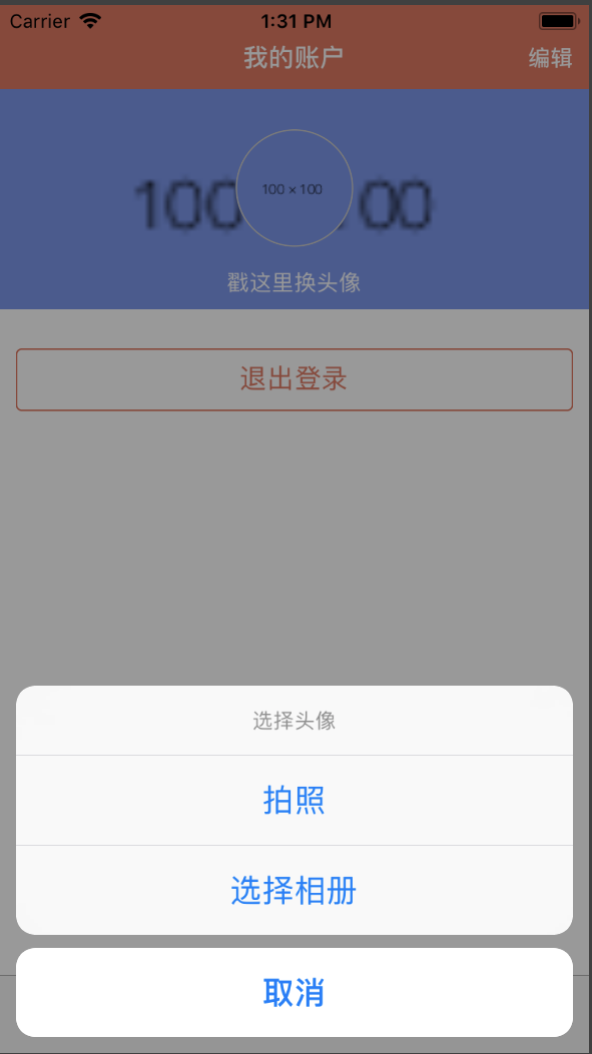 Carrier 1:31 PM
我的账户 编辑
100 00
100 × 100
戳这里换头像
退出登录
选择头像
拍照
选择相册
取消